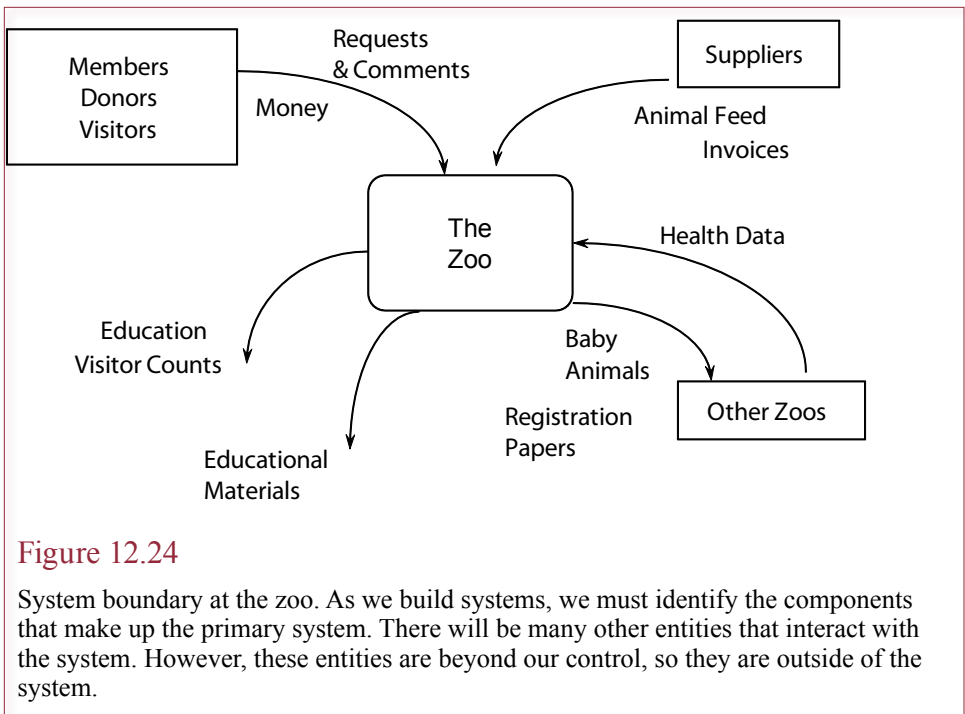 Members
Donors
Visitors
Requests
& Comments
Money
Suppliers
Animal Feed
Invoices
The
Zoo
Health Data
Education
Visitor Counts
Baby
Animals
Registration
Papers
Other Zoos
Educational
Materials
Figure 12.24
System boundary at the zoo. As we build systems, we must identify the components
that make up the primary system. There will be many other entities that interact with
the system. However, these entities are beyond our control, so they are outside of the
system.